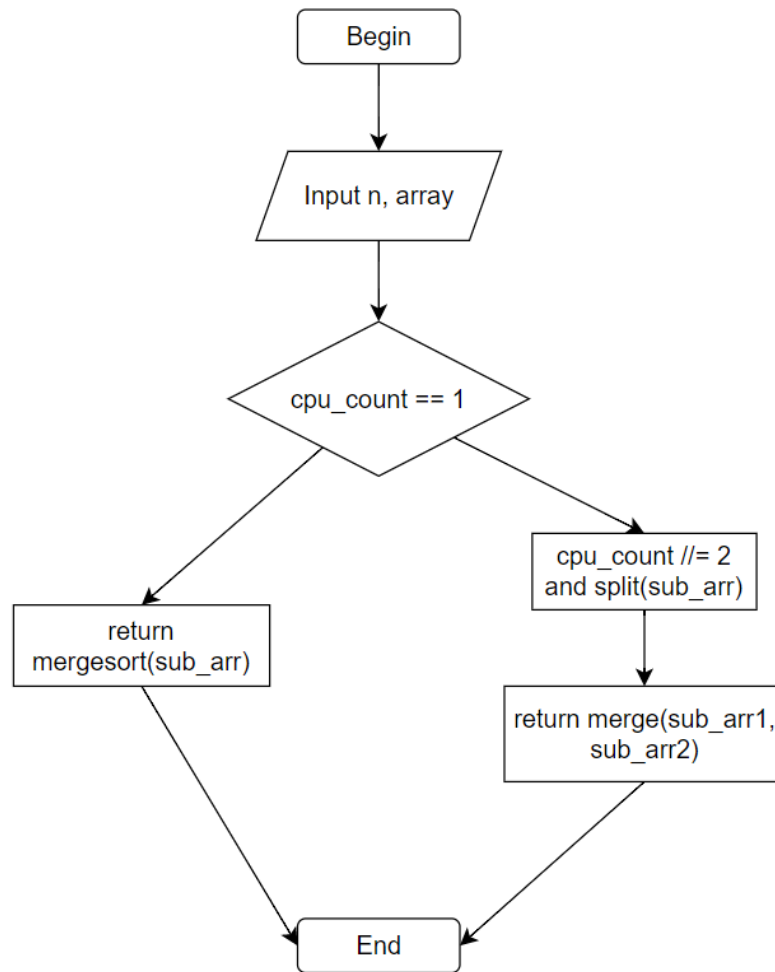 Begin
Input n, array
cpu_count == 1
cpu_count //= 2
and split(sub_arr)
return
mergesort(sub_arr)
return merge(sub_arr1,
sub_arr2)
End